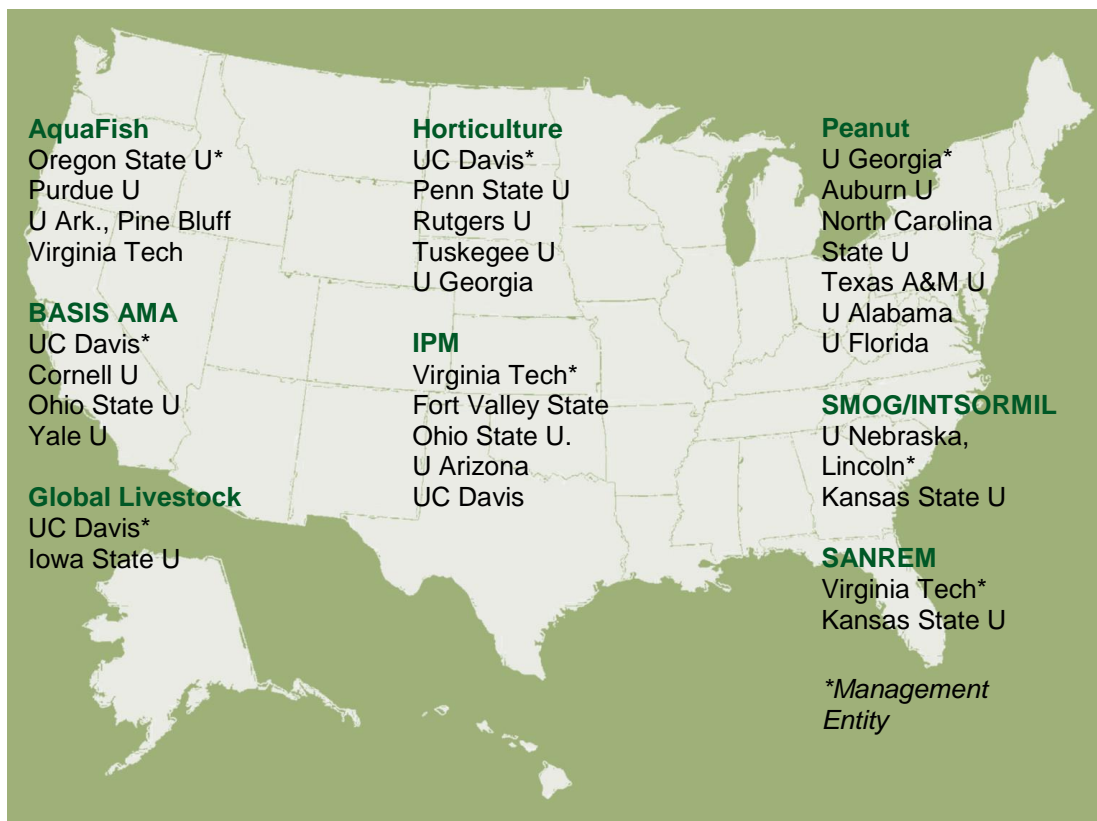 AquaFish
Oregon State U*
Purdue U
U Ark., Pine Bluff
Virginia Tech
BASIS AMA
UC Davis*
Cornell U
Ohio State U
Yale U
Global Livestock
UC Davis*
Iowa State U
Horticulture
UC Davis*
Penn State U
Rutgers U
Tuskegee U
U Georgia
IPM
Virginia Tech*
Fort Valley State
Ohio State U.
U Arizona
UC Davis
Peanut
U Georgia*
Auburn U
North Carolina
State U
Texas A&M U
U Alabama
U Florida
SMOG/INTSORMIL
U Nebraska,
Lincoln*
Kansas State U
SANREM
Virginia Tech*
Kansas State U
*Management
Entity